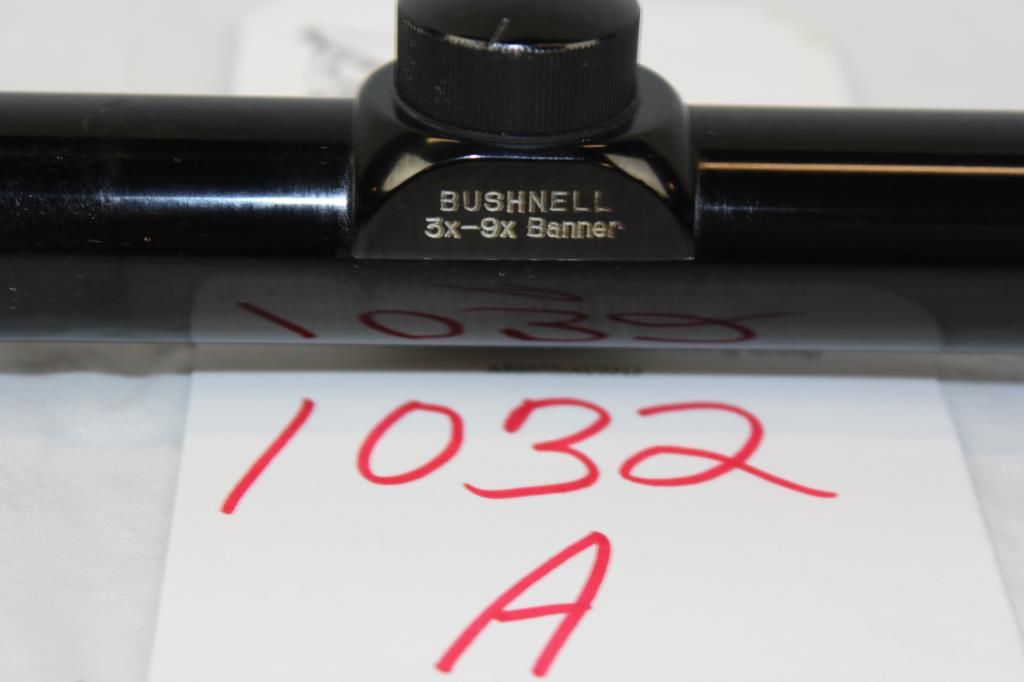 BUSHNELL
3x-9x Banner
1032
A